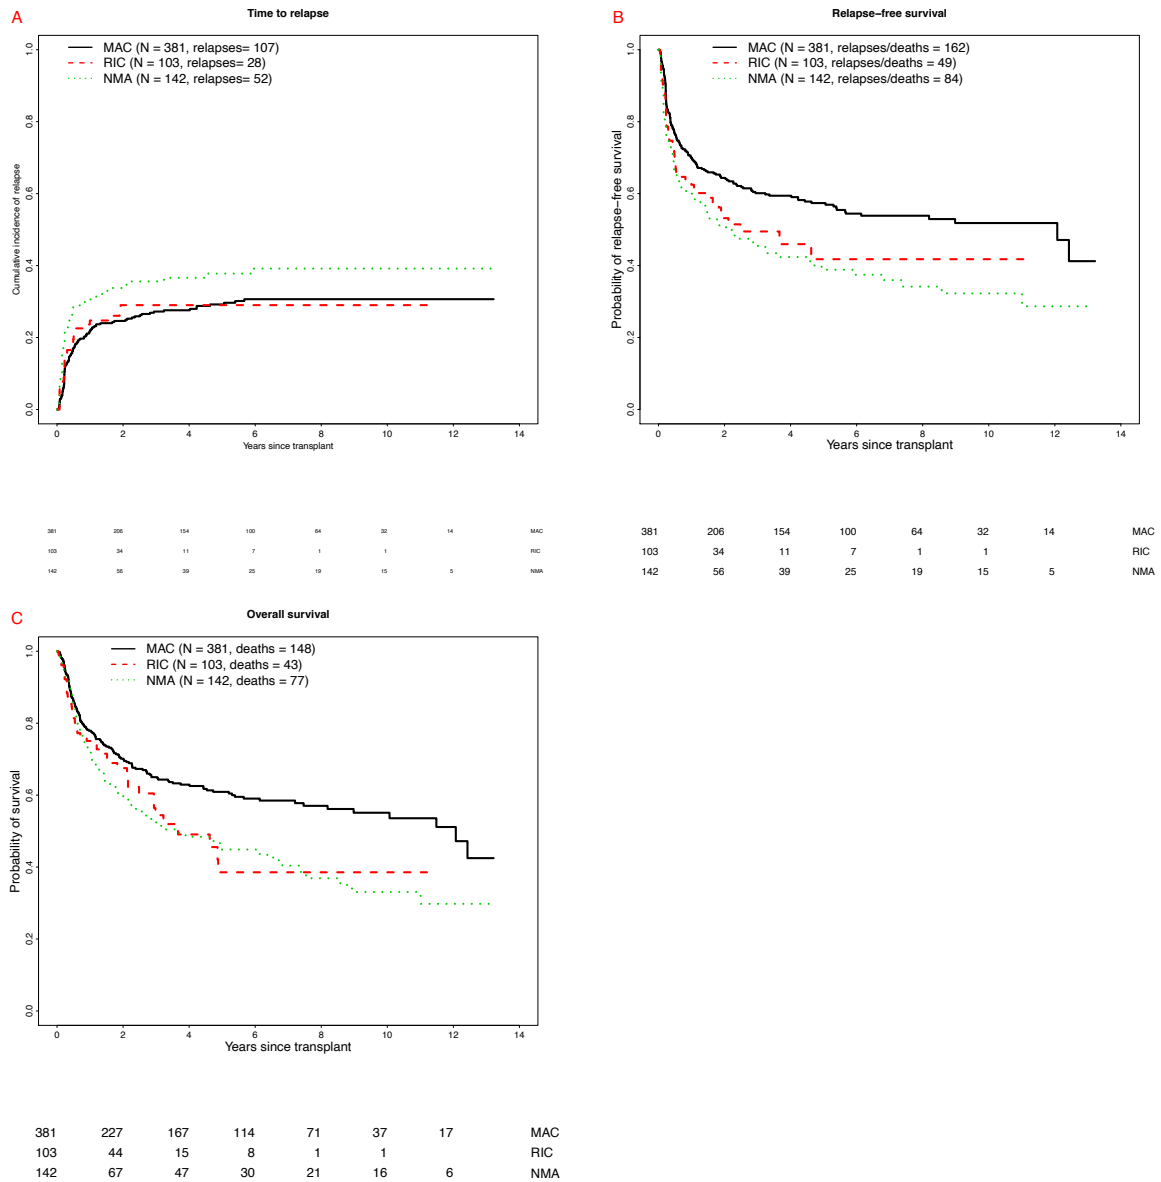 A
Time to relapse
MAC (N = 381, relapses= 107)
RIC (N = 103, relapses= 28)
NMA (N = 142, relapses= 52)
Cumulative incidence of relapse
1.0
0.8
0.6
0.4
0.2
0.0
0 2 4 6 8 10 12 14
Years since transplant
381 206 154 100 64 32 14 MAC
103 34 11 7 1 1 RIC
142 56 39 25 19 15 5 NMA
B
Relapse−free survival
MAC (N = 381, relapses/deaths = 162)
RIC (N = 103, relapses/deaths = 49)
NMA (N = 142, relapses/deaths = 84)
Probability of relapse−free survival
1.0
0.8
0.6
0.4
0.2
0.0
0 2 4 6 8 10 12 14
Years since transplant
381 206 154 100 64 32 14 MAC
103 34 11 7 1 1 RIC
142 56 39 25 19 15 5 NMA
C
Overall survival
MAC (N = 381, deaths = 148)
RIC (N = 103, deaths = 43)
NMA (N = 142, deaths = 77)
Probability of survival
1.0
0.8
0.6
0.4
0.2
0.0
0 2 4 6 8 10 12 14
Years since transplant
381 227 167 114 71 37 17 MAC
103 44 15 8 1 1 RIC
142 67 47 30 21 16 6 NMA